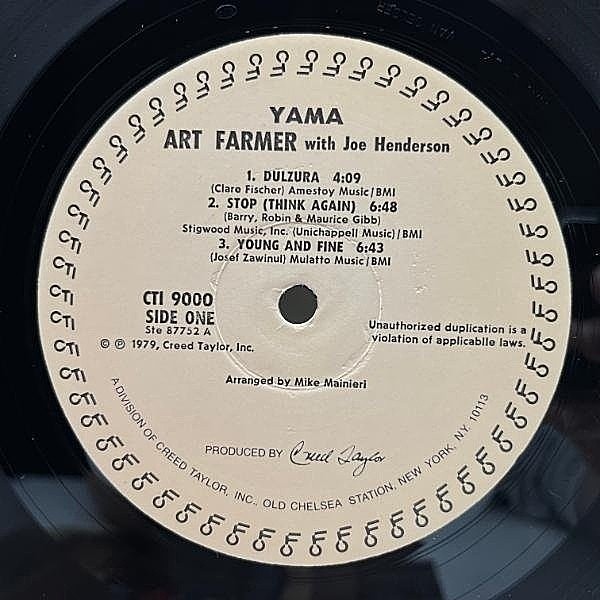 YAMA
ART FARMER with Joe Henderson
1. DULZURA 4:09
(Claro Fischer) Amestoy Music/BMI
2. STOP (THINK AGAIN) 6:48
(Barry, Robin & Maurice Gibb)
Stigwood Music, Inc. (Unichappell Music)/BMI
3. YOUNG AND FINE 6:43
(Josef Zawinul) Mulatto Music/BMI
CTI 9000
SIDE ONE
Ste 87752 A
© ℗ 1979, Creed Taylor, Inc.
Unauthorized duplication is a
violation of applicabile laws.
Arranged by Mike Mainieri
PRODUCED BY Creed Taylor
A DIVISION OF CREED TAYLOR, INC., OLD CHELSEA STATION, NEW YORK, N.Y. 10113